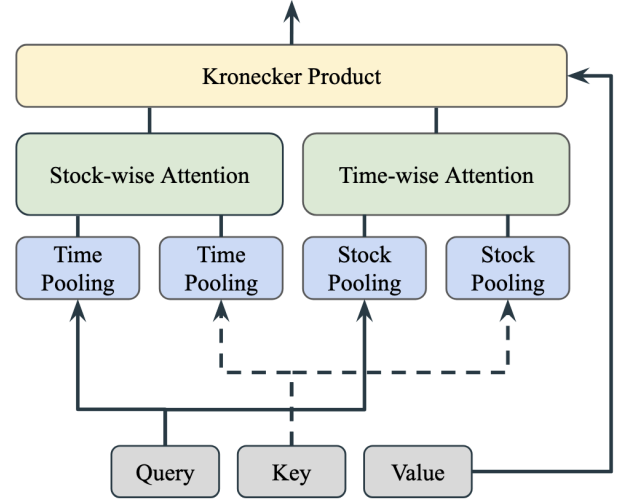 Kronecker Product
Stock-wise Attention
Time-wise Attention
Time
Pooling
Time
Pooling
Stock
Pooling
Stock
Pooling
Query
Key
Value